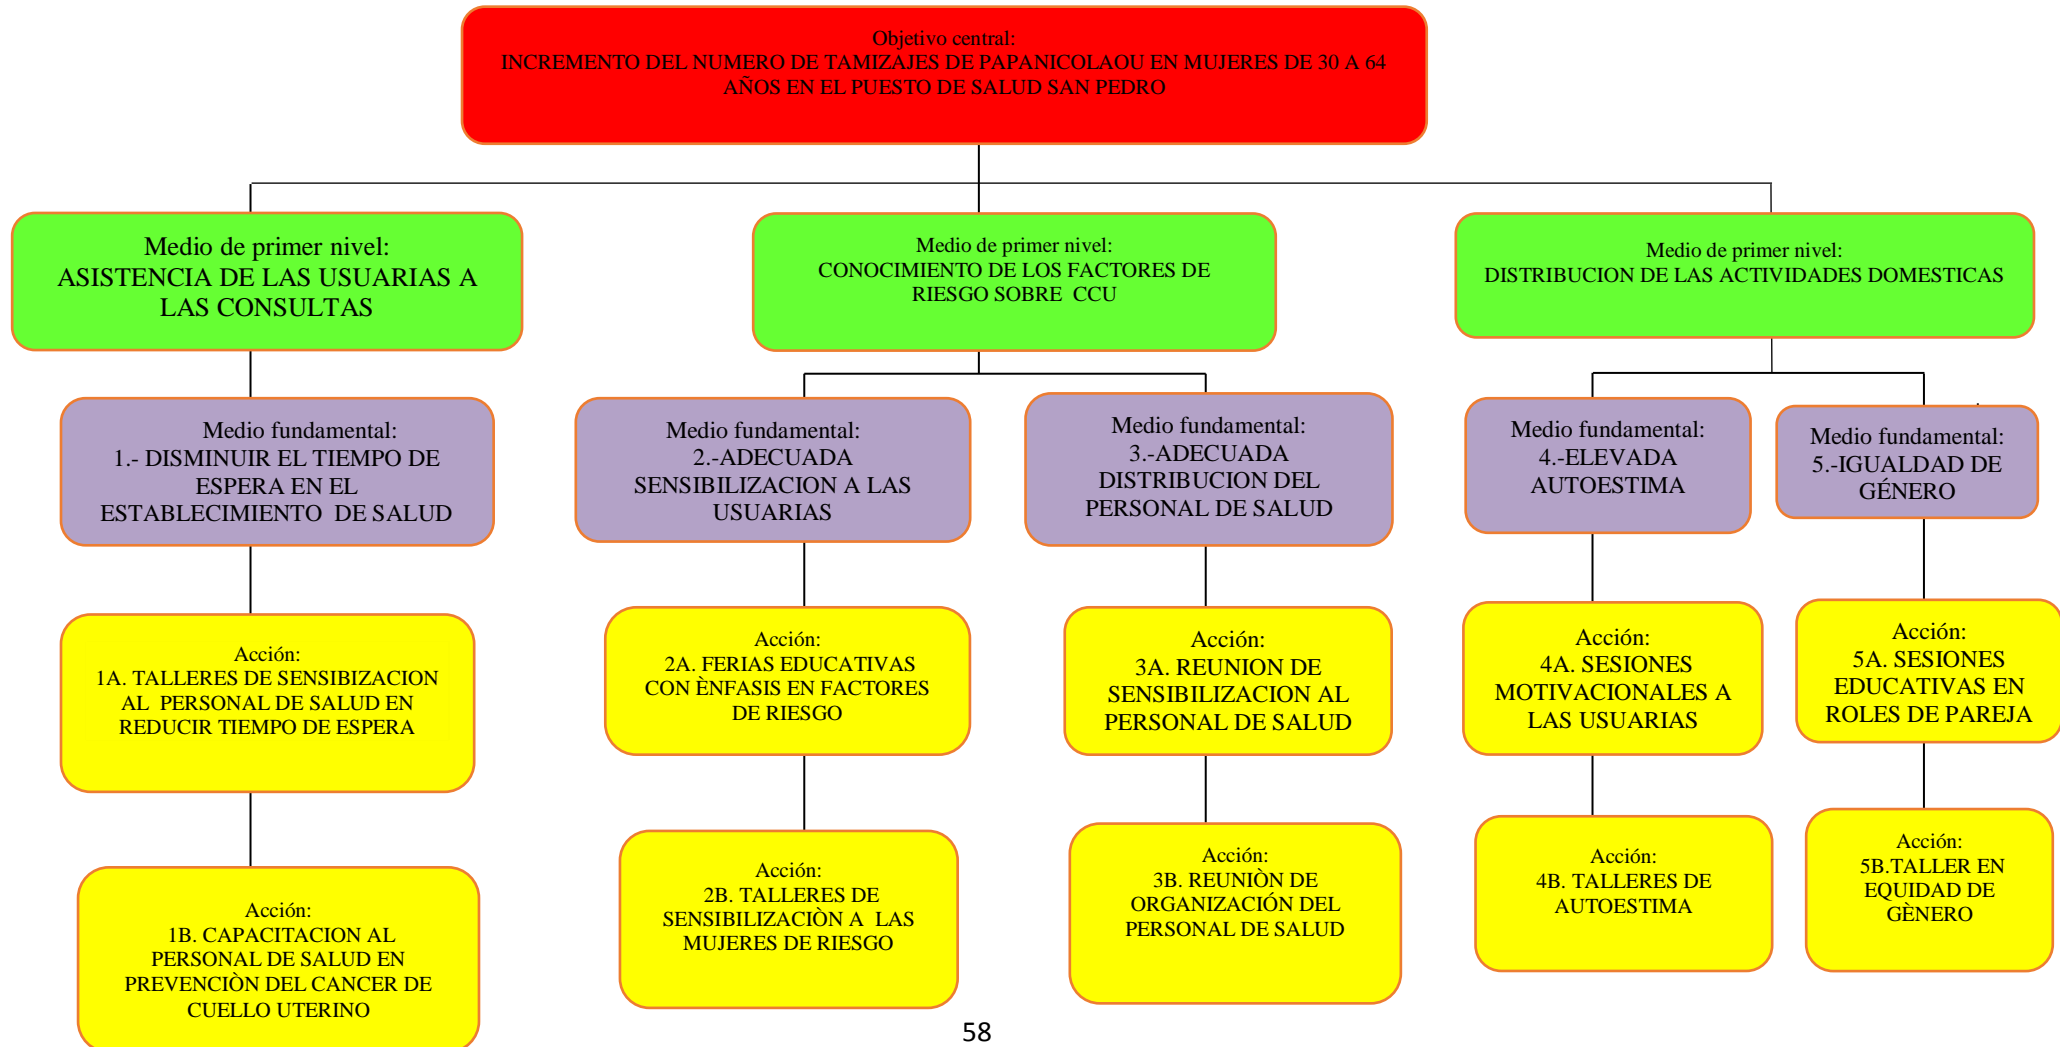 Objetivo central:
INCREMENTO DEL NUMERO DE TAMIZAJES DE PAPANICOLAOU EN MUJERES DE 30 A 64
AÑOS EN EL PUESTO DE SALUD SAN PEDRO
Medio de primer nivel:
ASISTENCIA DE LAS USUARIAS A
LAS CONSULTAS
Medio de primer nivel:
CONOCIMIENTO DE LOS FACTORES DE
RIESGO SOBRE CCU
Medio de primer nivel:
DISTRIBUCION DE LAS ACTIVIDADES DOMESTICAS
Medio fundamental:
1.- DISMINUIR EL TIEMPO DE
ESPERA EN EL
ESTABLECIMIENTO DE SALUD
Medio fundamental:
2.-ADECUADA
SENSIBILIZACION A LAS
USUARIAS
Medio fundamental:
3.-ADECUADA
DISTRIBUCION DEL
PERSONAL DE SALUD
Medio fundamental:
4.-ELEVADA
AUTOESTIMA
Medio fundamental:
5.-IGUALDAD DE
GÉNERO
Acción:
1A. TALLERES DE SENSIBIZACION
AL PERSONAL DE SALUD EN
REDUCIR TIEMPO DE ESPERA
Acción:
2A. FERIAS EDUCATIVAS
CON ÈNFASIS EN FACTORES
DE RIESGO
Acción:
3A. REUNION DE
SENSIBILIZACION AL
PERSONAL DE SALUD
Acción:
4A. SESIONES
MOTIVACIONALES A
LAS USUARIAS
Acción:
5A. SESIONES
EDUCATIVAS EN
ROLES DE PAREJA
Acción:
1B. CAPACITACION AL
PERSONAL DE SALUD EN
PREVENCIÒN DEL CANCER DE
CUELLO UTERINO
Acción:
2B. TALLERES DE
SENSIBILIZACIÒN A LAS
MUJERES DE RIESGO
Acción:
3B. REUNIÒN DE
ORGANIZACIÓN DEL
PERSONAL DE SALUD
Acción:
4B. TALLERES DE
AUTOESTIMA
Acción:
5B.TALLER EN
EQUIDAD DE
GÈNERO
58